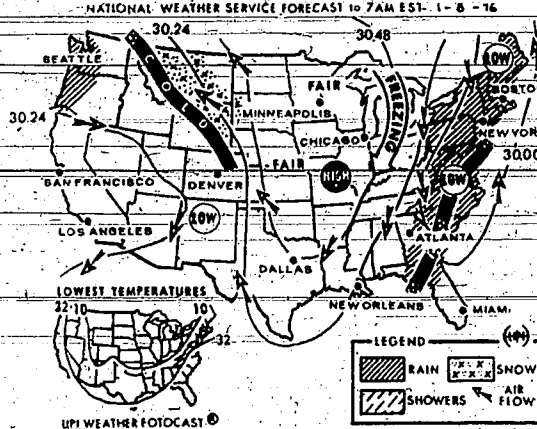 NATIONAL WEATHER SERVICE FORECAST to 7AM EST 1-8-76
30.24
30.48
SEATTLE
COLD
FAIR
LOW
BOSTON
MINNEAPOLIS
FREEZING
NEW YORK
30.24
CHICAGO
FAIR
30.00
SAN FRANCISCO
DENVER
HIGH
LOW
LOW
LOS ANGELES
ATLANTA
DALLAS
LOWEST TEMPERATURES
NEW ORLEANS
MIAMI
32 10
10
32
LEGEND
RAIN
SNOW
SHOWERS
AIR FLOW
UPI WEATHER FOTOCAST ®